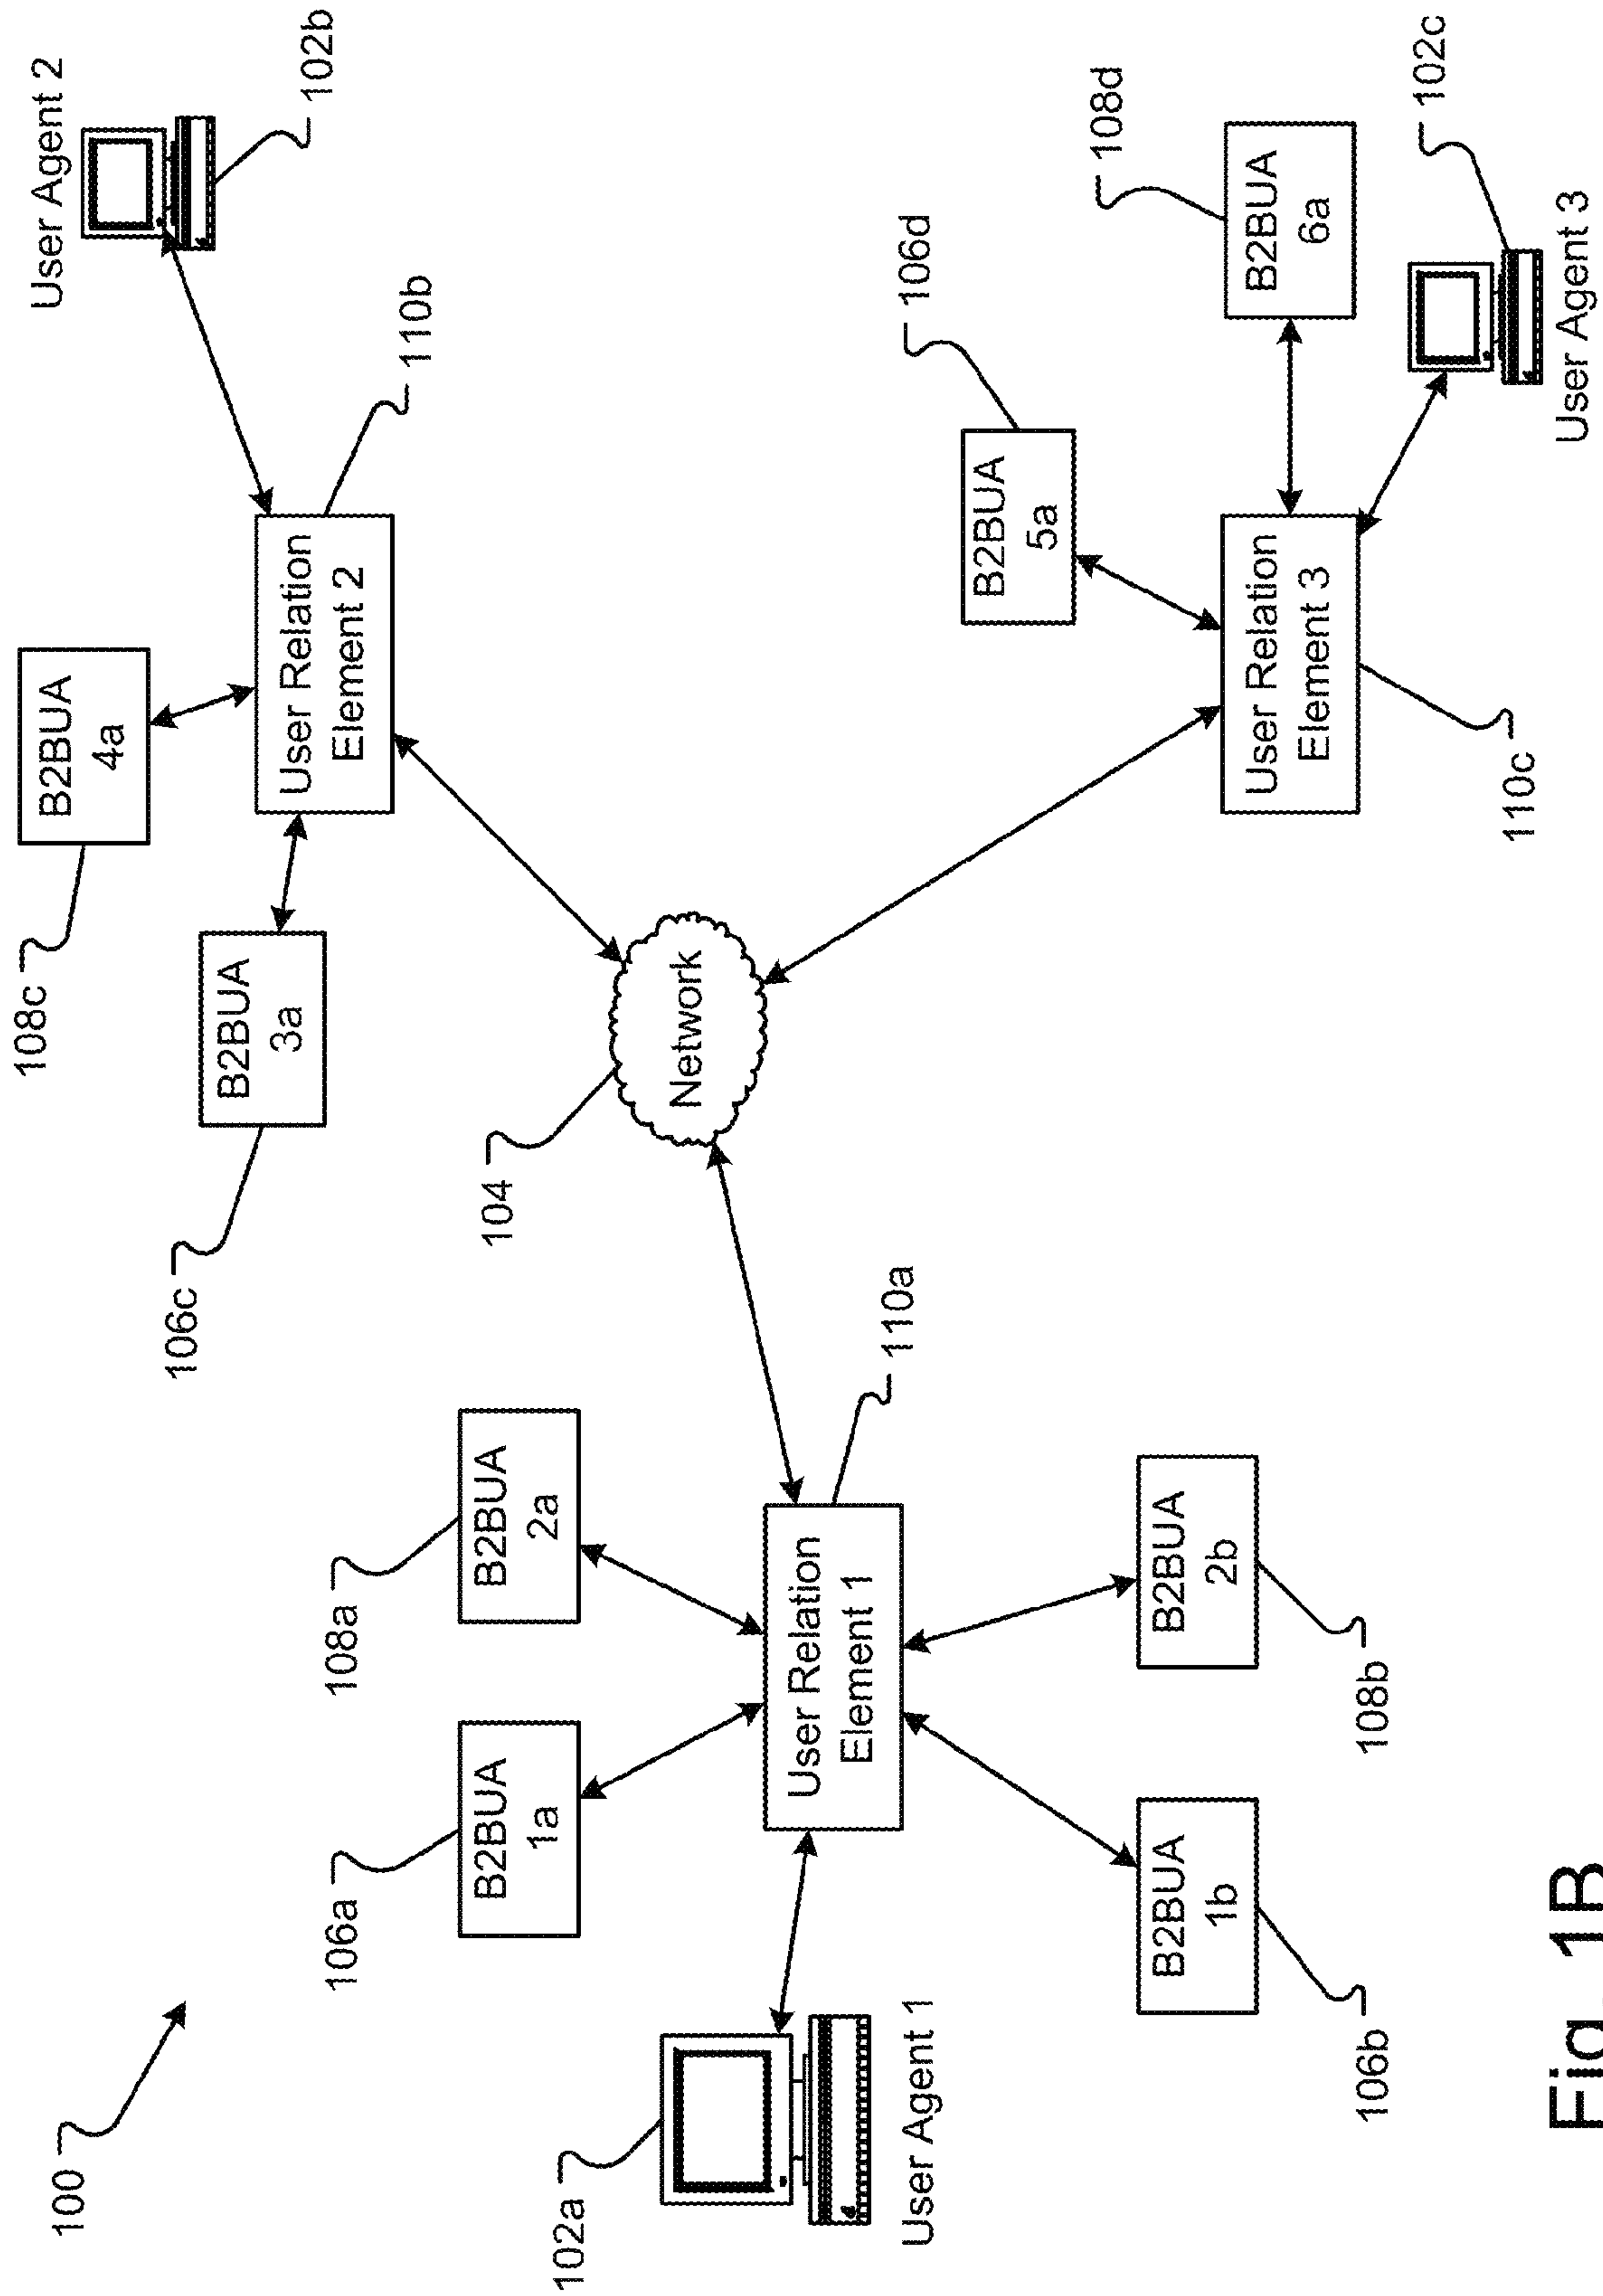 100
102a
User Agent 1
106a
B2BUA
1a
108a
B2BUA
2a
User Relation
Element 1
110a
B2BUA
1b
106b
B2BUA
2b
108b
104
Network
106c
B2BUA
3a
108c
B2BUA
4a
User Relation
Element 2
110b
User Agent 2
102b
User Relation
Element 3
110c
B2BUA
5a
106d
B2BUA
6a
108d
102c
User Agent 3
Fig. 1B